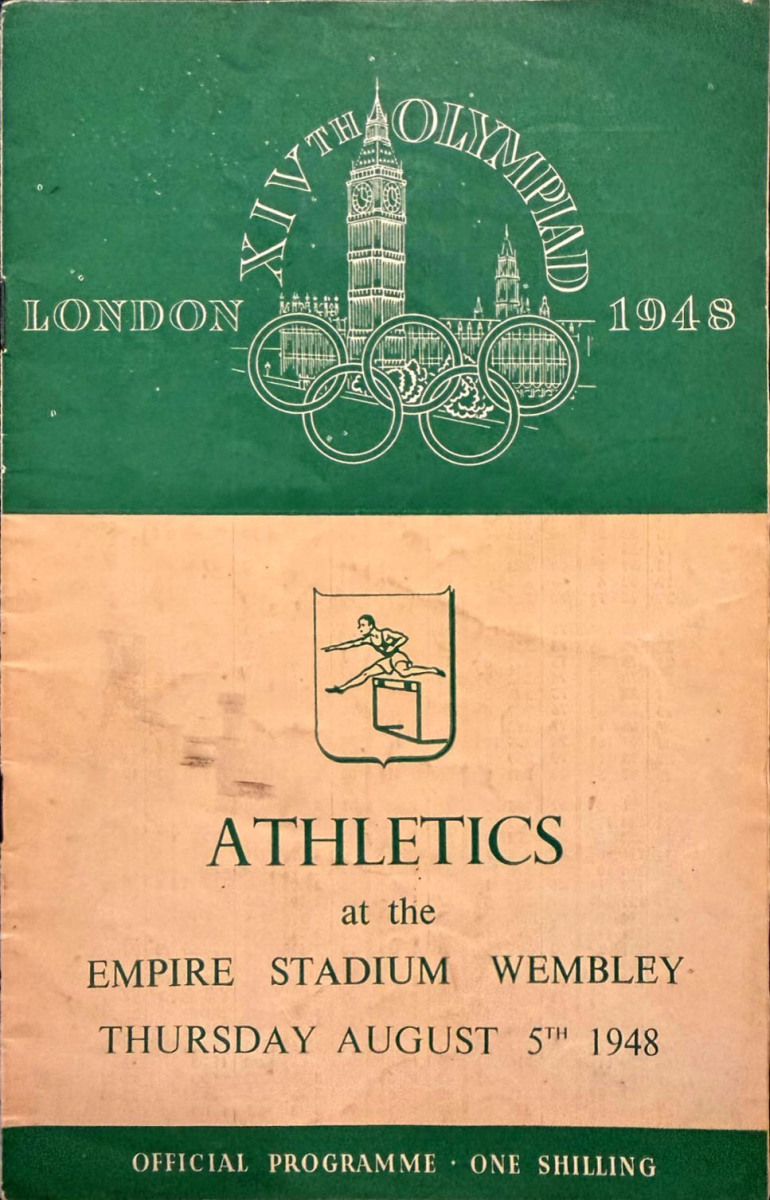 XIVTH OLYMPIAD
LONDON 1948
ATHLETICS
at the
EMPIRE STADIUM WEMBLEY
THURSDAY AUGUST 5TH 1948
OFFICIAL PROGRAMME · ONE SHILLING